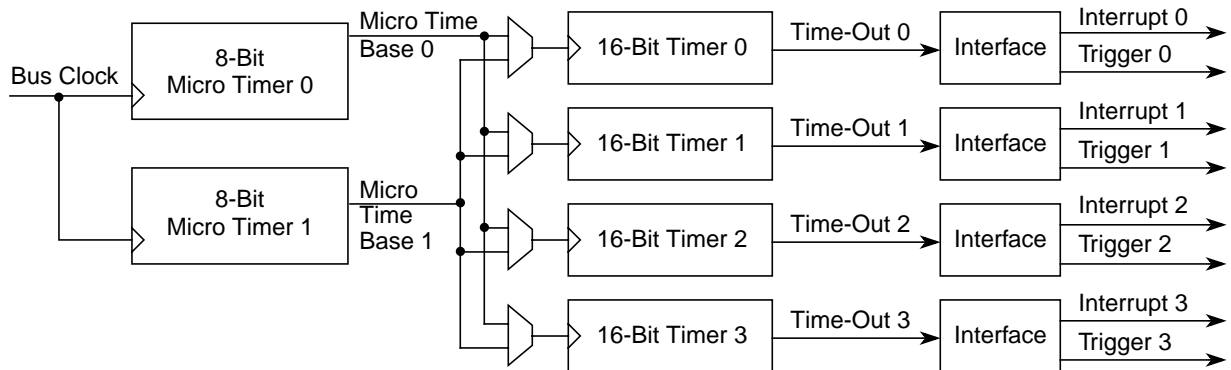 Bus Clock
8-Bit
Micro Timer 0
Micro Time
Base 0
8-Bit
Micro Timer 1
Micro
Time
Base 1
16-Bit Timer 0
Time-Out 0
Interface
Interrupt 0
Trigger 0
16-Bit Timer 1
Time-Out 1
Interface
Interrupt 1
Trigger 1
16-Bit Timer 2
Time-Out 2
Interface
Interrupt 2
Trigger 2
16-Bit Timer 3
Time-Out 3
Interface
Interrupt 3
Trigger 3